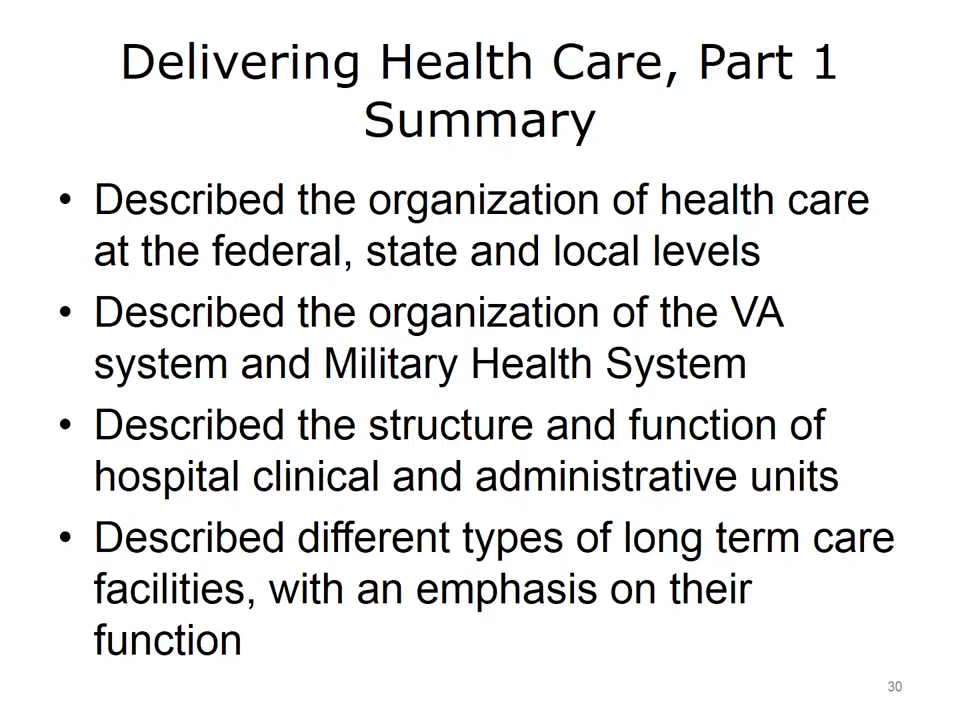 Delivering Health Care, Part 1
Summary
• Described the organization of health care
at the federal, state and local levels
• Described the organization of the VA
system and Military Health System
• Described the structure and function of
hospital clinical and administrative units
• Described different types of long term care
facilities, with an emphasis on their
function
30